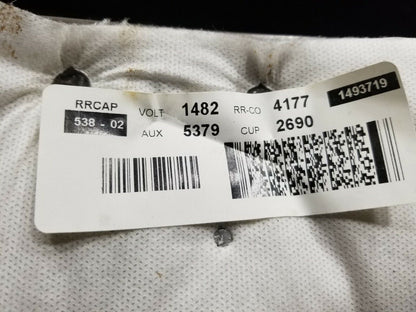 RRCAP VOLT 1482 RR-CO 4177 1493719
538 - 02 AUX 5379 CUP 2690